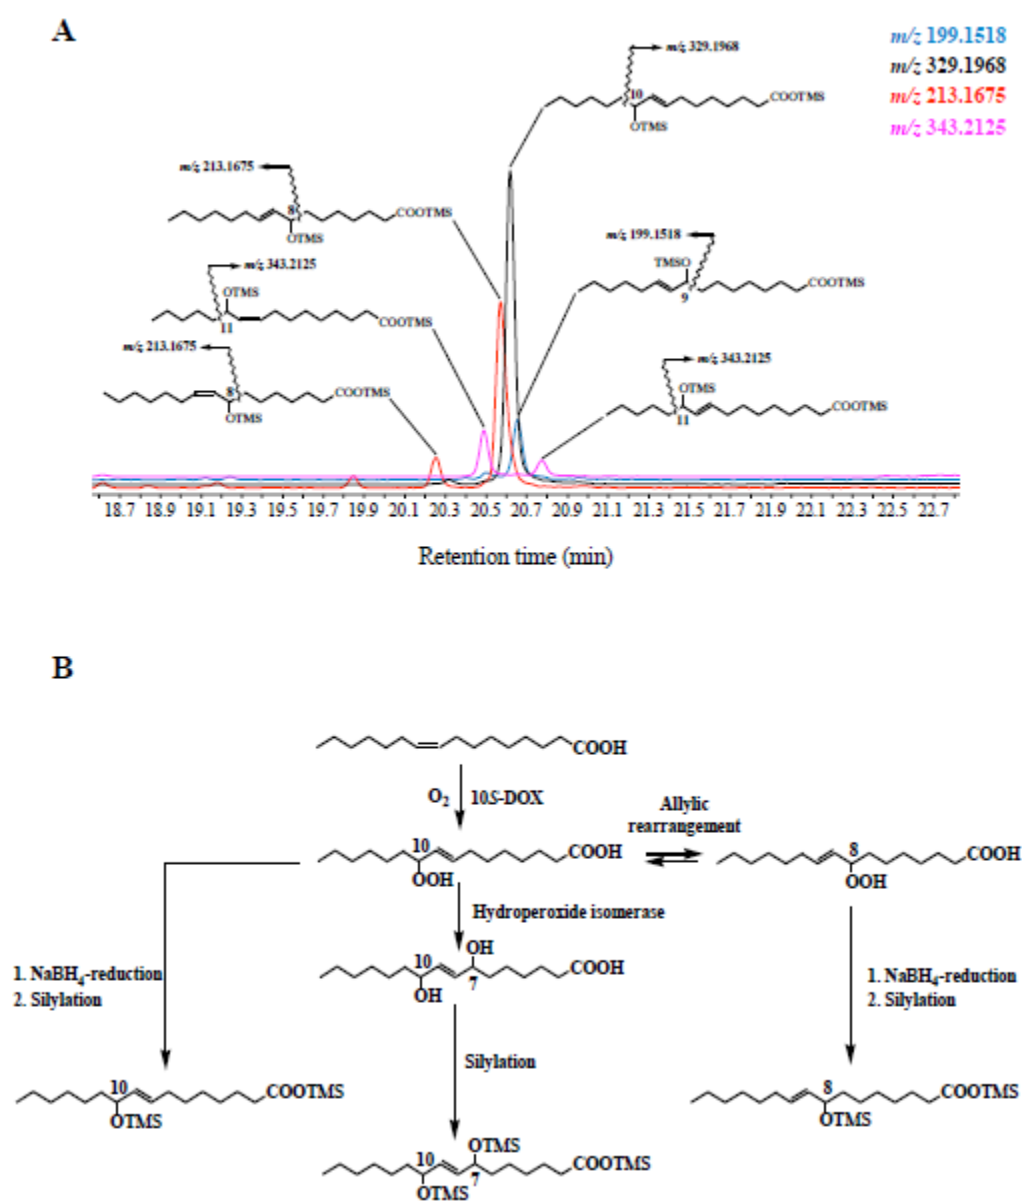 A
m/z 199.1518
m/z 329.1968
m/z 213.1675
m/z 343.2125
m/z 329.1968
10
COOTMS
OTMS
m/z 213.1675
8
COOTMS
OTMS
m/z 199.1518
TMSO
COOTMS
9
m/z 343.2125
OTMS
COOTMS
11
m/z 213.1675
8
COOTMS
OTMS
m/z 343.2125
OTMS
COOTMS
11
18.7 18.9 19.1 19.3 19.5 19.7 19.9 20.1 20.3 20.5 20.7 20.9 21.1 21.3 21.5 21.7 21.9 22.1 22.3 22.5 22.7
Retention time (min)
B
COOH
O2 10S-DOX
Allylic
rearrangement
10
COOH
OOH
8
COOH
OOH
Hydroperoxide isomerase
OH
10
COOH
7
OH
1. NaBH4-reduction
2. Silylation
1. NaBH4-reduction
2. Silylation
Silylation
10
COOTMS
OTMS
8
COOTMS
OTMS
OTMS
10
COOTMS
7
OTMS